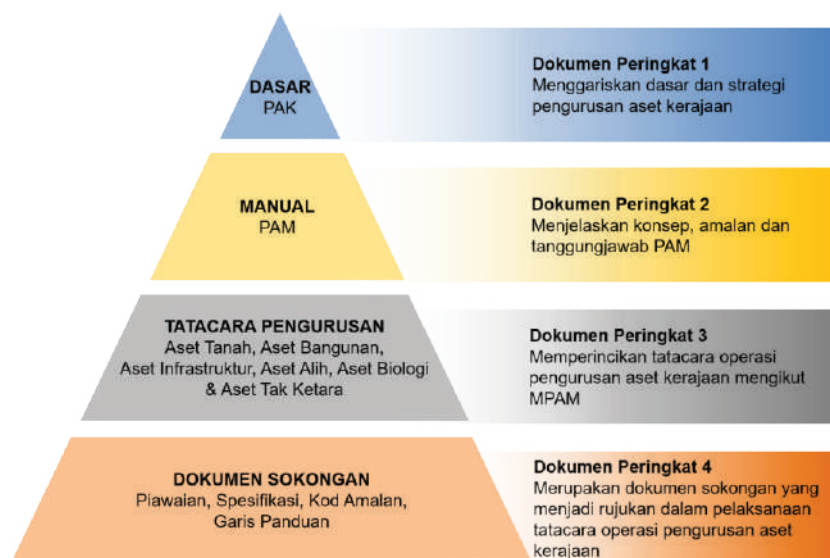 DASAR
PAK
Dokumen Peringkat 1
Menggariskan dasar dan strategi
pengurusan aset kerajaan
MANUAL
PAM
Dokumen Peringkat 2
Menjelaskan konsep, amalan dan
tanggungjawab PAM
TATACARA PENGURUSAN
Aset Tanah, Aset Bangunan,
Aset Infrastruktur, Aset Alih, Aset Biologi
& Aset Tak Ketara
Dokumen Peringkat 3
Memperincikan tatacara operasi
pengurusan aset kerajaan mengikut
MPAM
DOKUMEN SOKONGAN
Piawaian, Spesifikasi, Kod Amalan,
Garis Panduan
Dokumen Peringkat 4
Merupakan dokumen sokongan yang
menjadi rujukan dalam pelaksanaan
tatacara operasi pengurusan aset
kerajaan